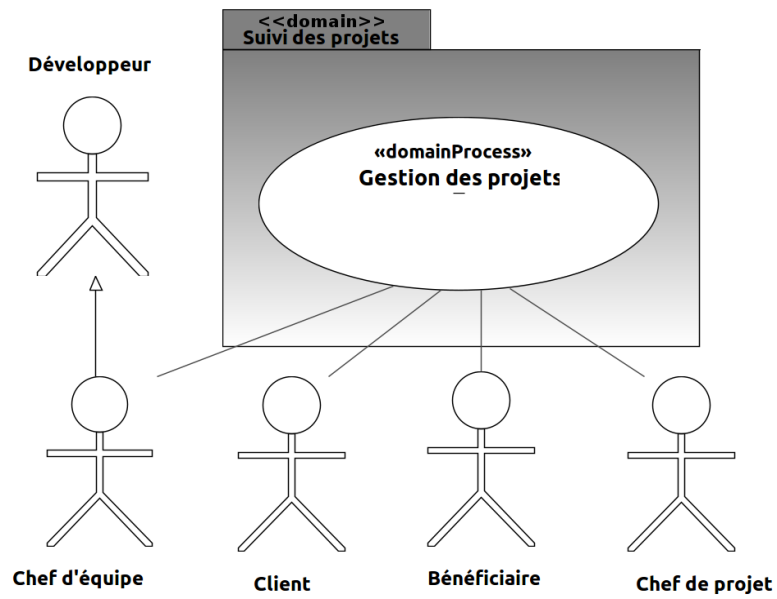 <<domain>>
Suivi des projets
Développeur
«domainProcess»
Gestion des projets
Chef d'équipe
Client
Bénéficiaire
Chef de projet